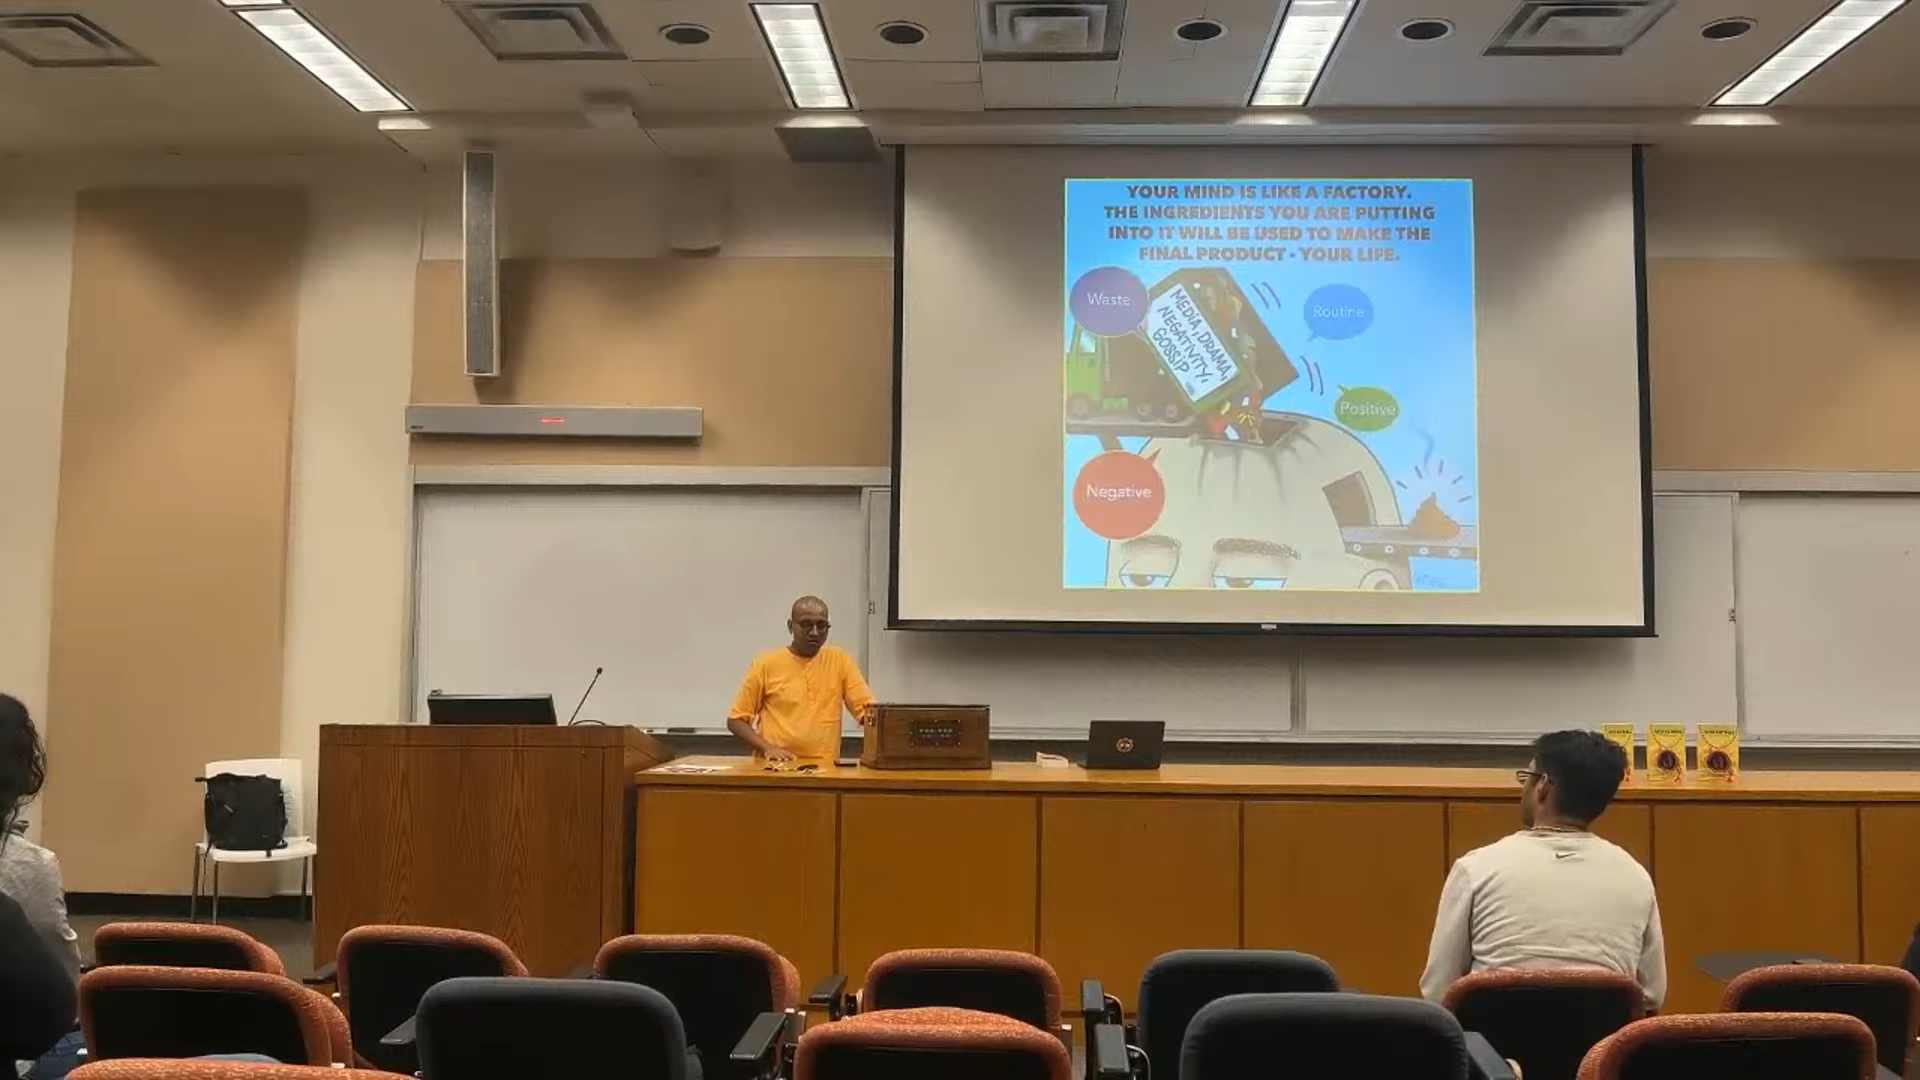 YOUR MIND IS LIKE A FACTORY.
THE INGREDIENTS YOU ARE PUTTING
INTO IT WILL BE USED TO MAKE THE
FINAL PRODUCT - YOUR LIFE.
Waste
MEDIA, DRAMA,
NEGATIVITY,
GOSSIP
Routine
Positive
Negative